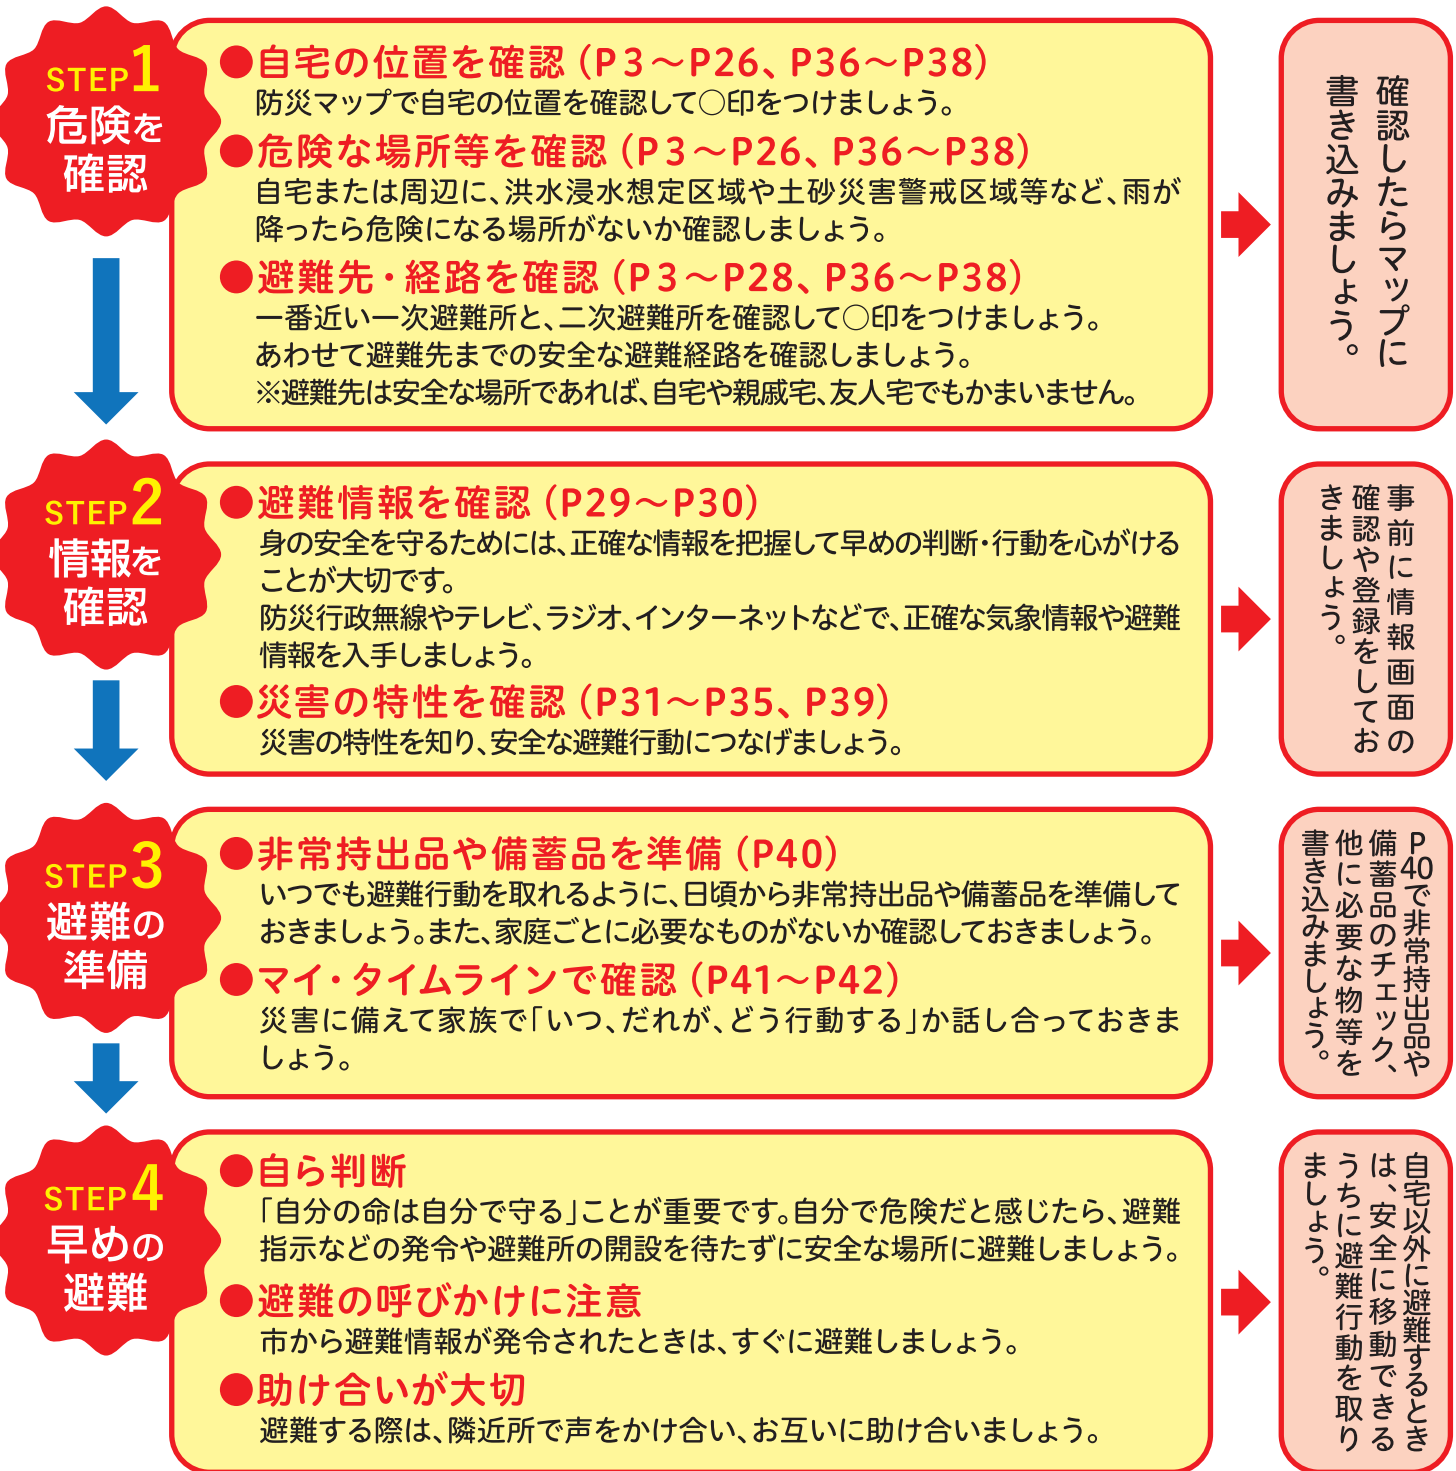 STEP1
危険を
確認
●自宅の位置を確認（P３～P26、P36～P38）
防災マップで自宅の位置を確認して○印をつけましょう。
●危険な場所等を確認（P３～P26、P36～P38）
自宅または周辺に、洪水浸水想定区域や土砂災害警戒区域等など、雨が
降ったら危険になる場所がないか確認しましょう。
●避難先・経路を確認（P３～P28、P36～P38）
一番近い一次避難所と、二次避難所を確認して○印をつけましょう。
あわせて避難先までの安全な避難経路を確認しましょう。
※避難先は安全な場所であれば、自宅や親戚宅、友人宅でもかまいません。
確認したらマップに
書き込みましょう。
STEP2
情報を
確認
●避難情報を確認（P29～P30）
身の安全を守るためには、正確な情報を把握して早めの判断・行動を心がける
ことが大切です。
防災行政無線やテレビ、ラジオ、インターネットなどで、正確な気象情報や避難
情報を入手しましょう。
●災害の特性を確認（P31～P35、P39）
災害の特性を知り、安全な避難行動につなげましょう。
事前に情報画面の
確認や登録をしてお
きましょう。
STEP3
避難の
準備
●非常持出品や備蓄品を準備（P40）
いつでも避難行動を取れるように、日頃から非常持出品や備蓄品を準備して
おきましょう。また、家庭ごとに必要なものがないか確認しておきましょう。
●マイ・タイムラインで確認（P41～P42）
災害に備えて家族で「いつ、だれが、どう行動する」か話し合っておきま
しょう。
P40で非常持出品や
備蓄品のチェック、
他に必要な物等を
書き込みましょう。
STEP4
早めの
避難
●自ら判断
「自分の命は自分で守る」ことが重要です。自分で危険だと感じたら、避難
指示などの発令や避難所の開設を待たずに安全な場所に避難しましょう。
●避難の呼びかけに注意
市から避難情報が発令されたときは、すぐに避難しましょう。
●助け合いが大切
避難する際は、隣近所で声をかけ合い、お互いに助け合いましょう。
自宅以外に避難するとき
は、安全に移動できる
うちに避難行動を取り
ましょう。